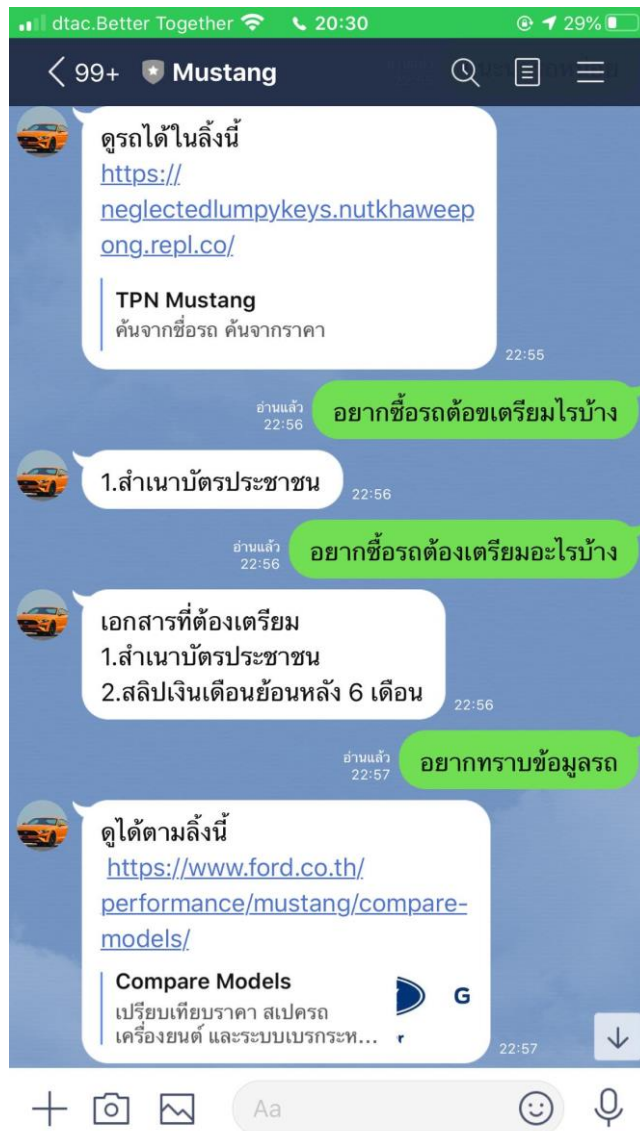 dtac.Better Together 20:30 29%
99+ Mustang
ดูรถได้ในลิ้งนี้
https://
neglectedlumpykeys.nutkhaweep
ong.repl.co/
TPN Mustang
ค้นจากชื่อรถ ค้นจากราคา
22:55
อ่านแล้ว
22:56
อยากซื้อรถต้อขเตรียมไรบ้าง
1.สำเนาบัตรประชาชน
22:56
อ่านแล้ว
22:56
อยากซื้อรถต้องเตรียมอะไรบ้าง
เอกสารที่ต้องเตรียม
1.สำเนาบัตรประชาชน
2.สลิปเงินเดือนย้อนหลัง 6 เดือน
22:56
อ่านแล้ว
22:57
อยากทราบข้อมูลรถ
ดูได้ตามลิ้งนี้
https://www.ford.co.th/
performance/mustang/compare-
models/
Compare Models
เปรียบเทียบราคา สเปครถ
เครื่องยนต์ และระบบเบรกระห...
G
r
22:57
Aa